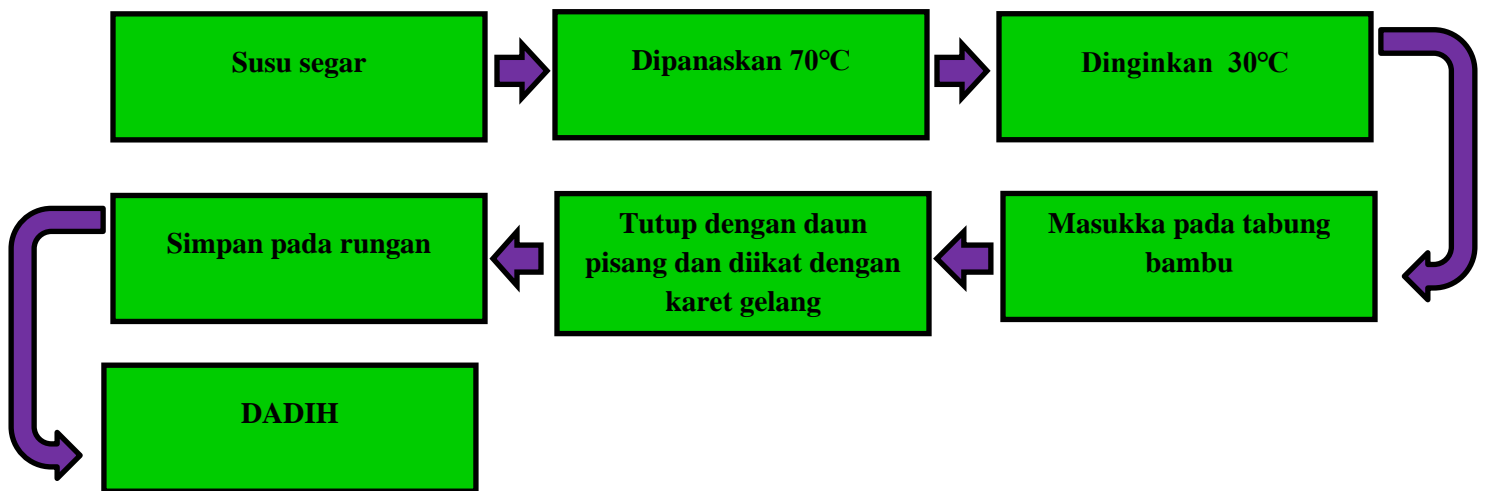 Susu segar
Dipanaskan 70°C
Dinginkan 30°C
Masukka pada tabung
bambu
Tutup dengan daun
pisang dan diikat dengan
karet gelang
Simpan pada rungan
DADIH